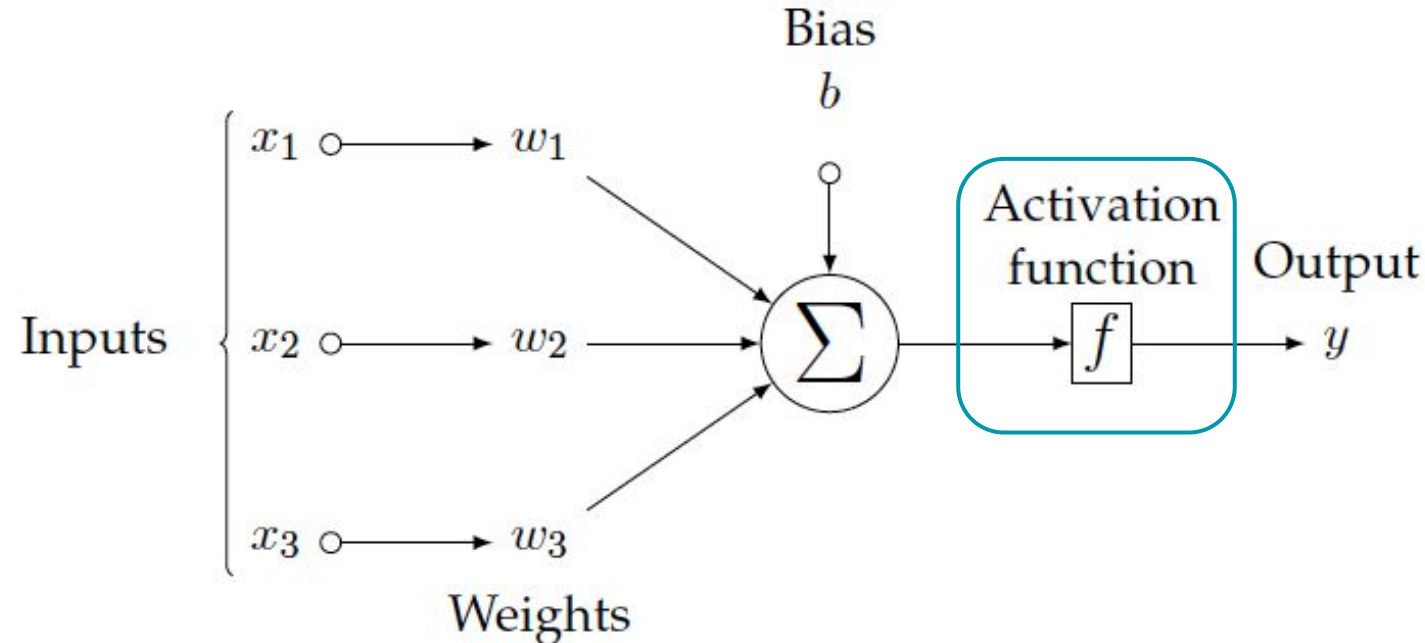 Bias
b
x₁ w₁
Activation
function
Output
Inputs x₂ w₂ ∑ f y
x₃ w₃
Weights